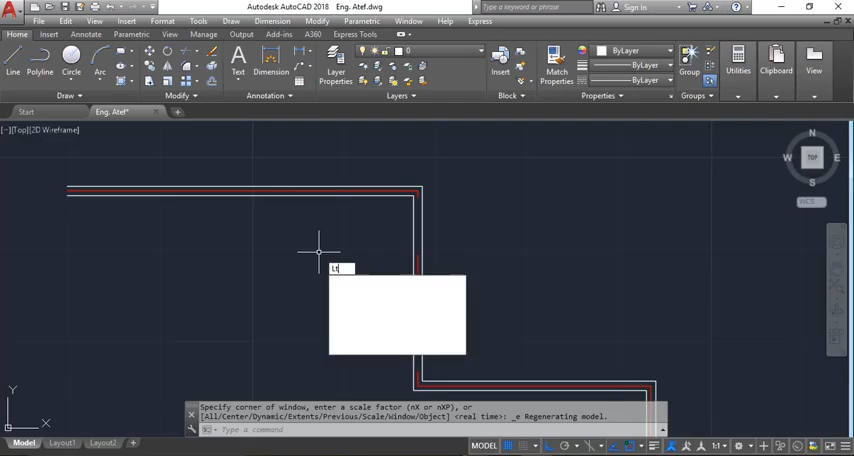 Autodesk AutoCAD 2018 Eng. Atef.dwg
Type a keyword or phrase
Sign In
File Edit View Insert Format Tools Draw Dimension Modify Parametric Window Help Express
Home Insert Annotate Parametric View Manage Output Add-ins A360 Express Tools
Line Polyline Circle Arc Text Dimension Layer Properties 0 Insert Match Properties ByLayer Group Utilities Clipboard View
ByLayer
ByLayer
Draw Modify Annotation Layers Block Properties Groups
Start Eng. Atef*
[−][Top][2D Wireframe]
N
W TOP E
S
WCS
Lt
Y
X
Specify corner of window, enter a scale factor (nX or nXP), or
[All/Center/Dynamic/Extents/Previous/Scale/Window/Object] <real time>: _e Regenerating model.
Type a command
Model Layout1 Layout2 + MODEL 1:1